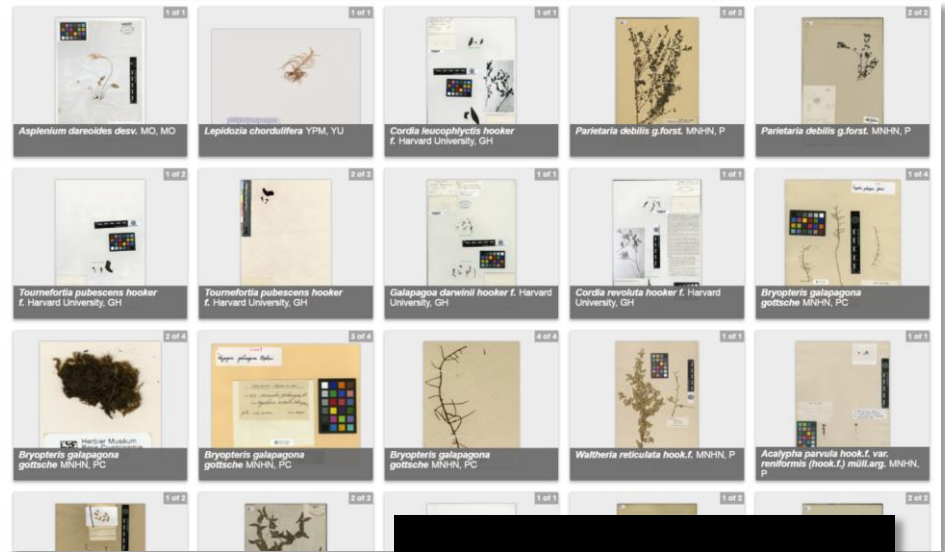 1 of 1
1 of 1
1 of 1
1 of 2
2 of 2
Asplenium dareoides desv. MO, MO
Lepidozia chordulifera YPM, YU
Cordia leucophlyctis hooker
f. Harvard University, GH
Parietaria debilis g.forst. MNHN, P
Parietaria debilis g.forst. MNHN, P
1 of 2
2 of 2
1 of 1
1 of 1
1 of 4
Tournefortia pubescens hooker
f. Harvard University, GH
Tournefortia pubescens hooker
f. Harvard University, GH
Galapagoa darwinii hooker f. Harvard
University, GH
Cordia revoluta hooker f. Harvard
University, GH
Bryopteris galapagona
gottsche MNHN, PC
2 of 4
3 of 4
4 of 4
1 of 1
1 of 1
Herbier Muséum
Bryopteris galapagona
gottsche MNHN, PC
Bryopteris galapagona
gottsche MNHN, PC
Bryopteris galapagona
gottsche MNHN, PC
Waltheria reticulata hook.f. MNHN, P
Acalypha parvula hook.f. var.
reniformis (hook.f.) müll.arg. MNHN,
P
1 of 2
2 of 2
1 of 1
1 of 2
2 of 2